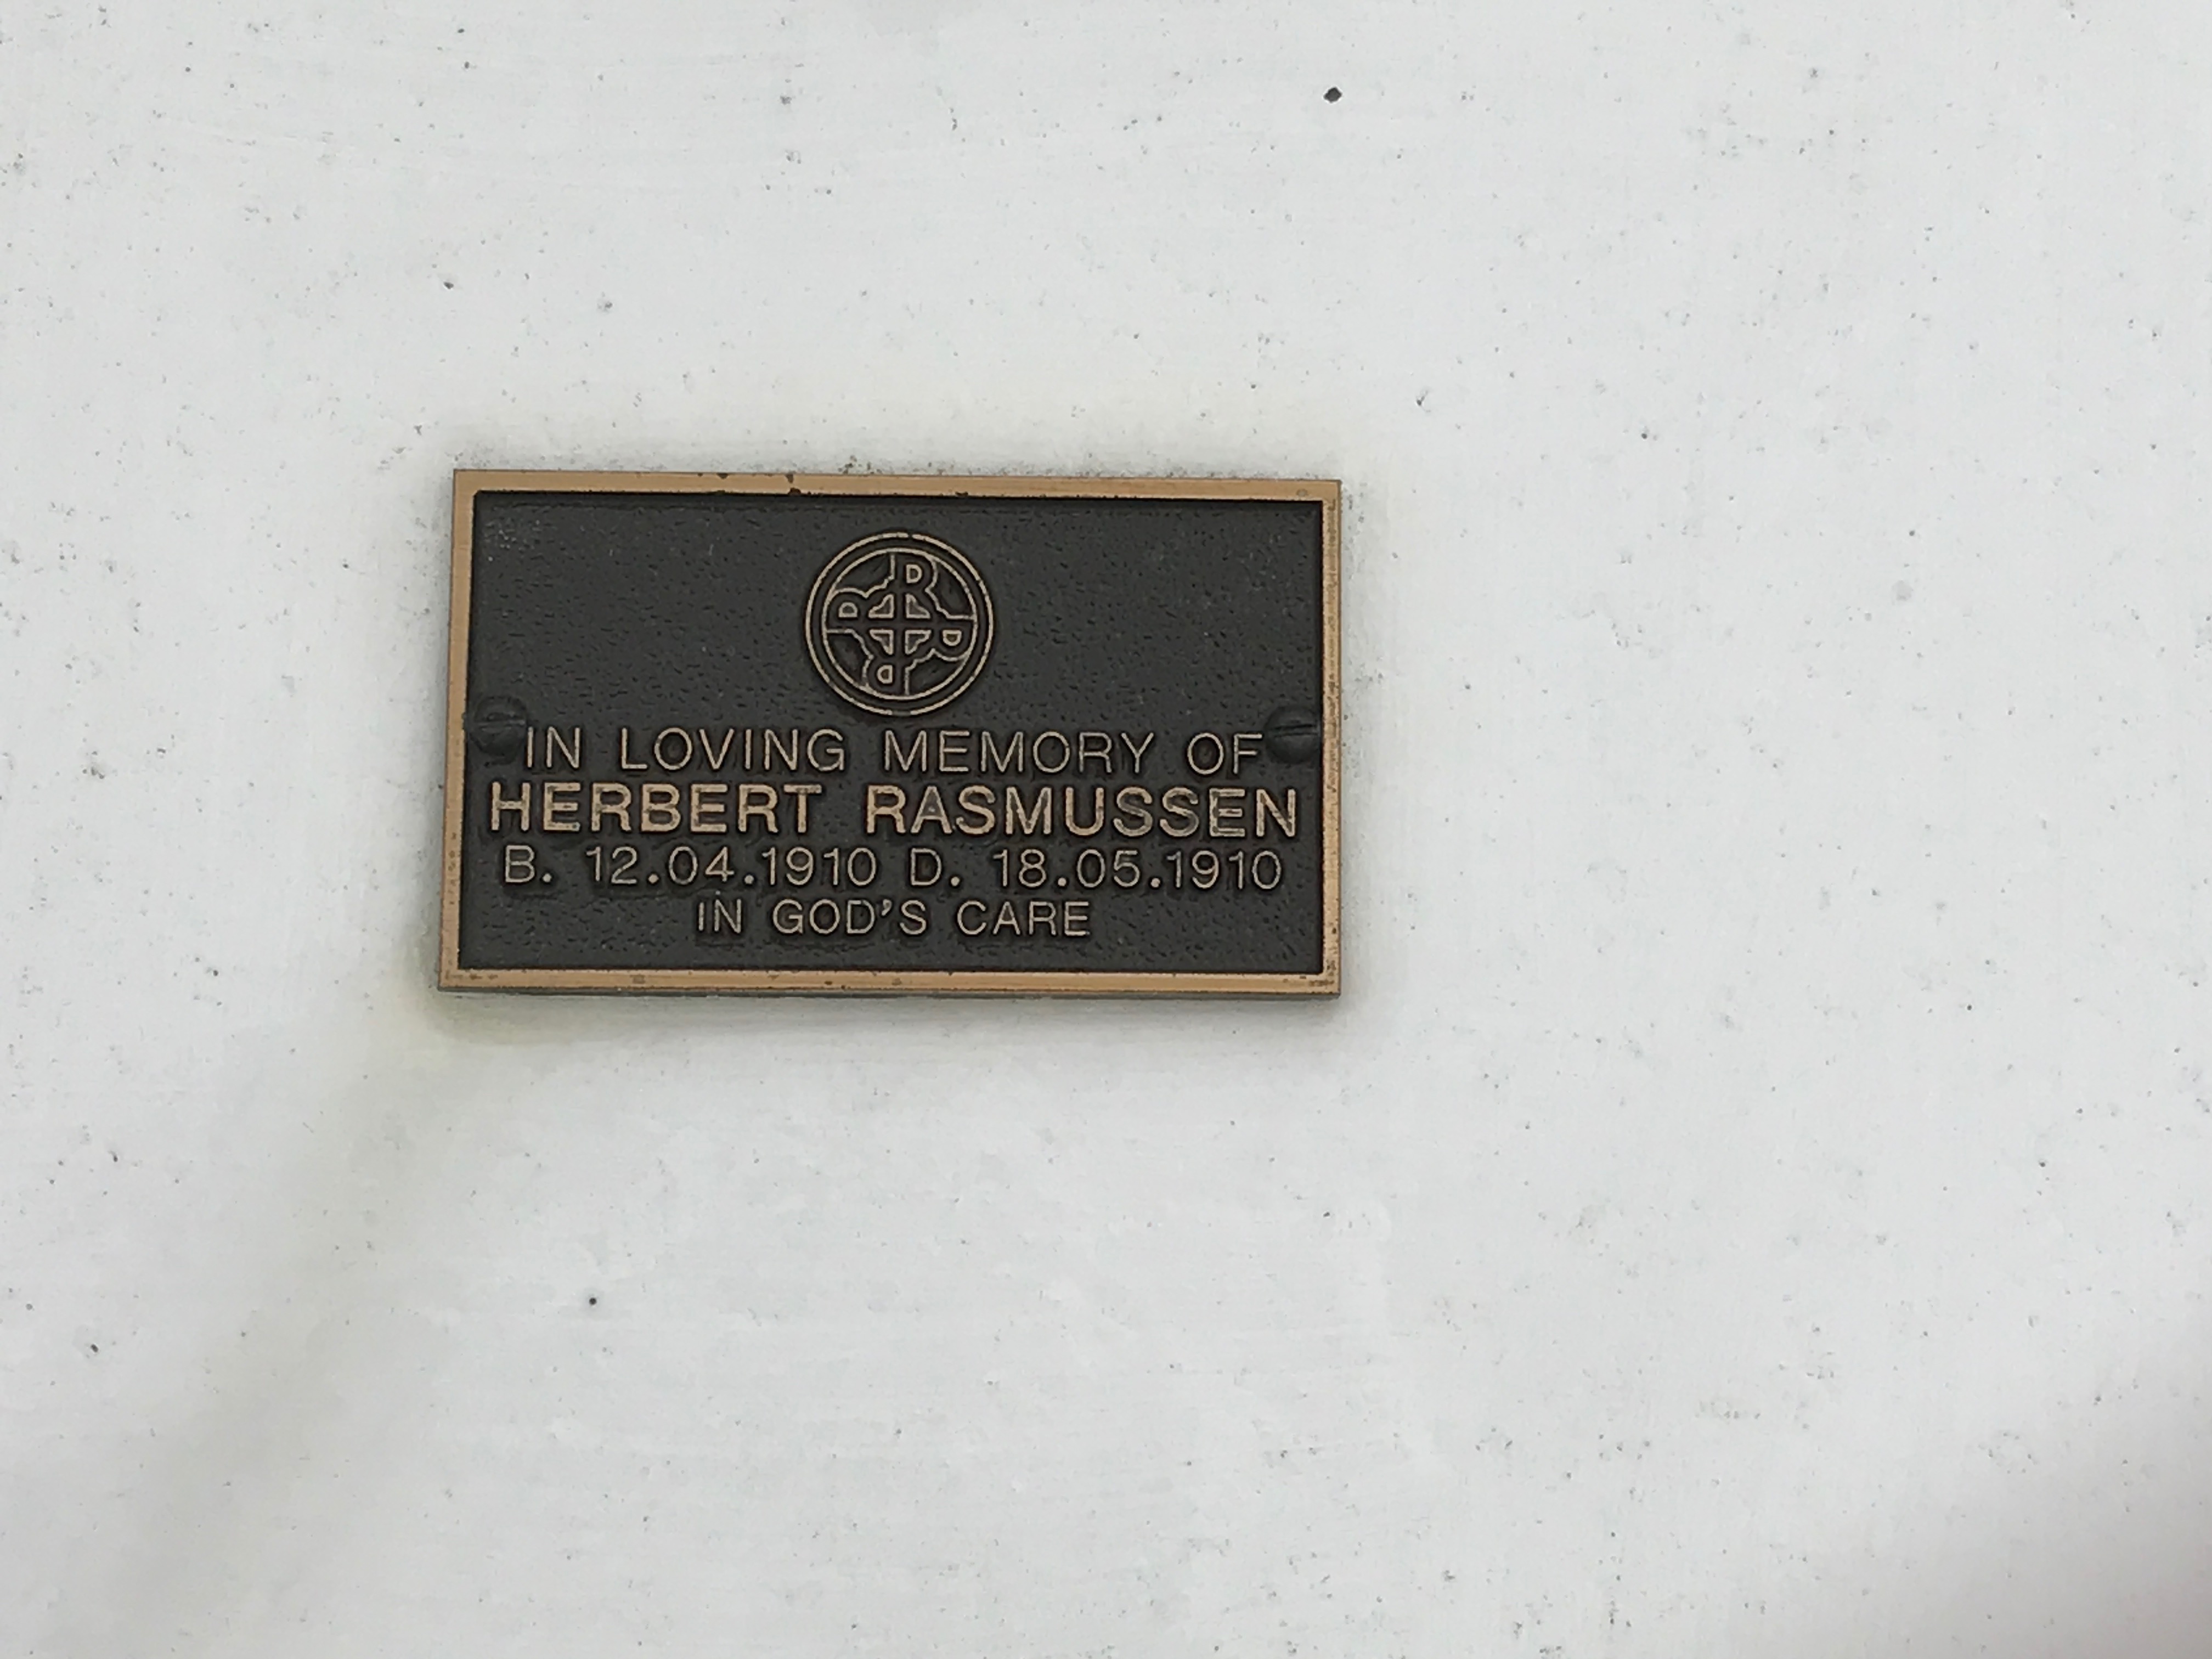 IN LOVING MEMORY OF
HERBERT RASMUSSEN
B. 12.04.1910 D. 18.05.1910
IN GOD'S CARE